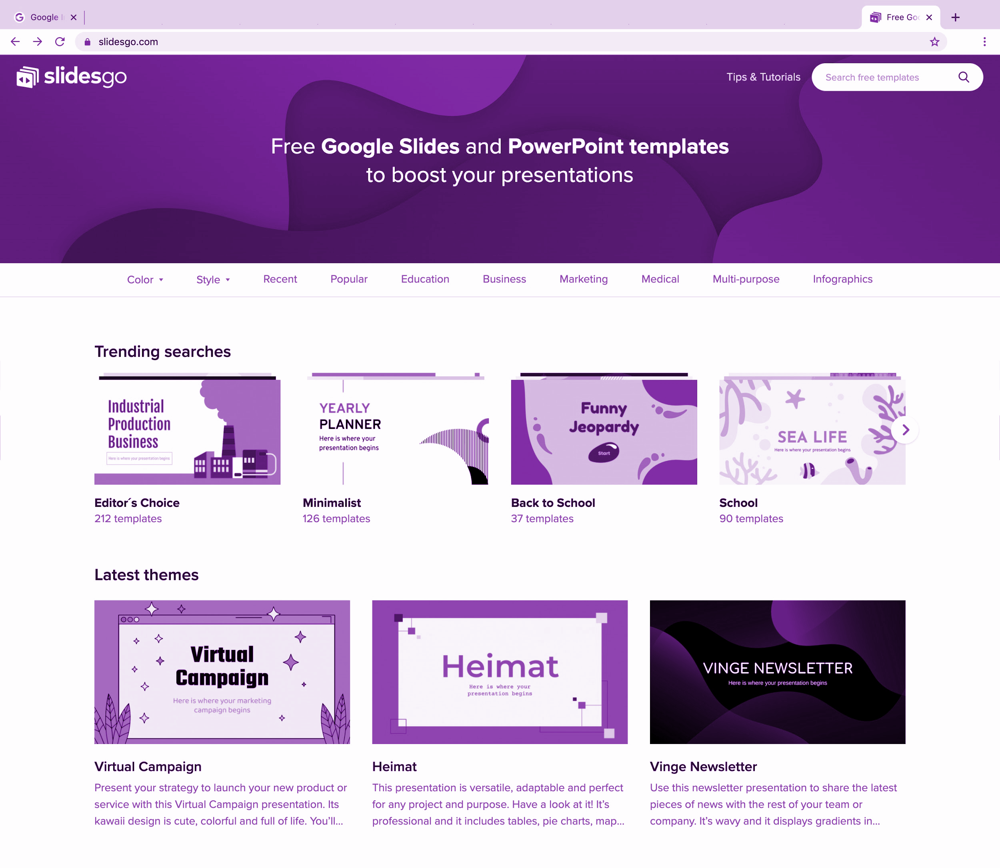 Google
Free Goo
slidesgo.com
slidesgo
Tips & Tutorials
Search free templates
Free Google Slides and PowerPoint templates
to boost your presentations
Color
Style
Recent
Popular
Education
Business
Marketing
Medical
Multi-purpose
Infographics
Trending searches
Industrial
Production
Business
Here is where your presentation begins
YEARLY
PLANNER
Here is where your
presentation begins
Funny
Jeopardy
Start
SEA LIFE
Here is where your presentation begins
Editor´s Choice
212 templates
Minimalist
126 templates
Back to School
37 templates
School
90 templates
Latest themes
Virtual
Campaign
Here is where your marketing
campaign begins
Heimat
Here is where your
presentation begins
VINGE NEWSLETTER
Here is where your presentation begins
Virtual Campaign
Present your strategy to launch your new product or
service with this Virtual Campaign presentation. Its
kawaii design is cute, colorful and full of life. You’ll...
Heimat
This presentation is versatile, adaptable and perfect
for any project and purpose. Have a look at it! It’s
professional and it includes tables, pie charts, map...
Vinge Newsletter
Use this newsletter presentation to share the latest
pieces of news with the rest of your team or
company. It’s wavy and it displays gradients in...